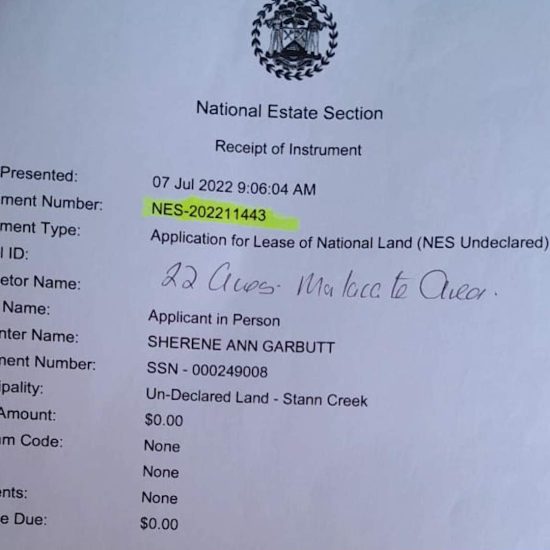 National Estate Section
Receipt of Instrument
Presented: 07 Jul 2022 9:06:04 AM
ment Number: NES-202211443
ment Type: Application for Lease of National Land (NES Undeclared)
l ID:
etor Name: 22 Acres. Malacate Area.
Name: Applicant in Person
nter Name: SHERENE ANN GARBUTT
ment Number: SSN - 000249008
ipality: Un-Declared Land - Stann Creek
Amount: $0.00
m Code: None
None
nts: None
e Due: $0.00